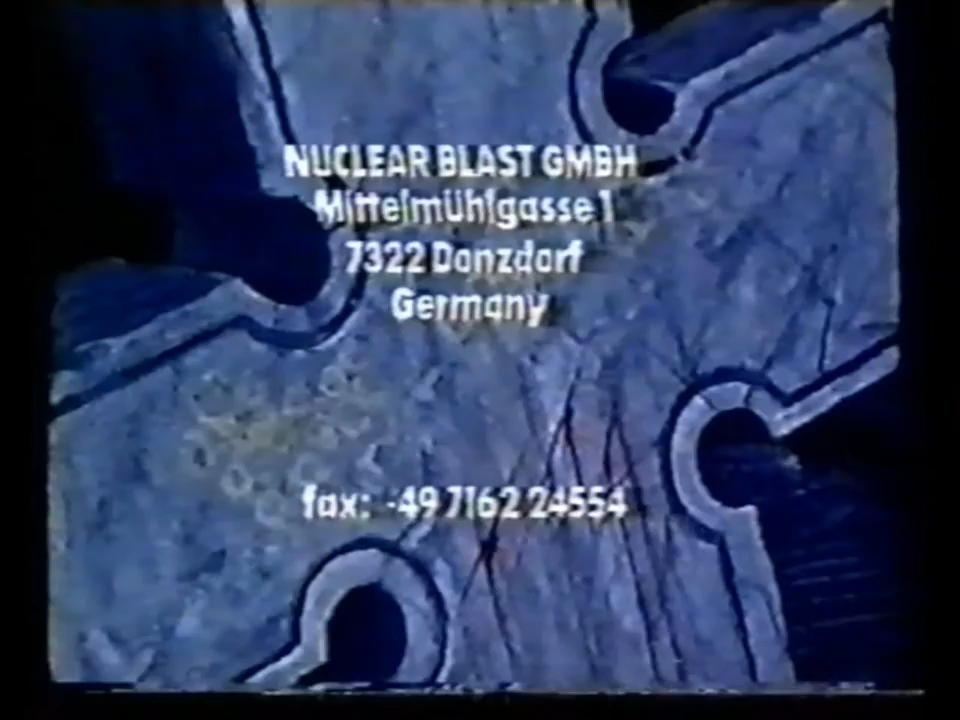 NUCLEAR BLAST GMBH
Mittelmühlgasse 1
7322 Donzdorf
Germany
fax: -49 7162 24554